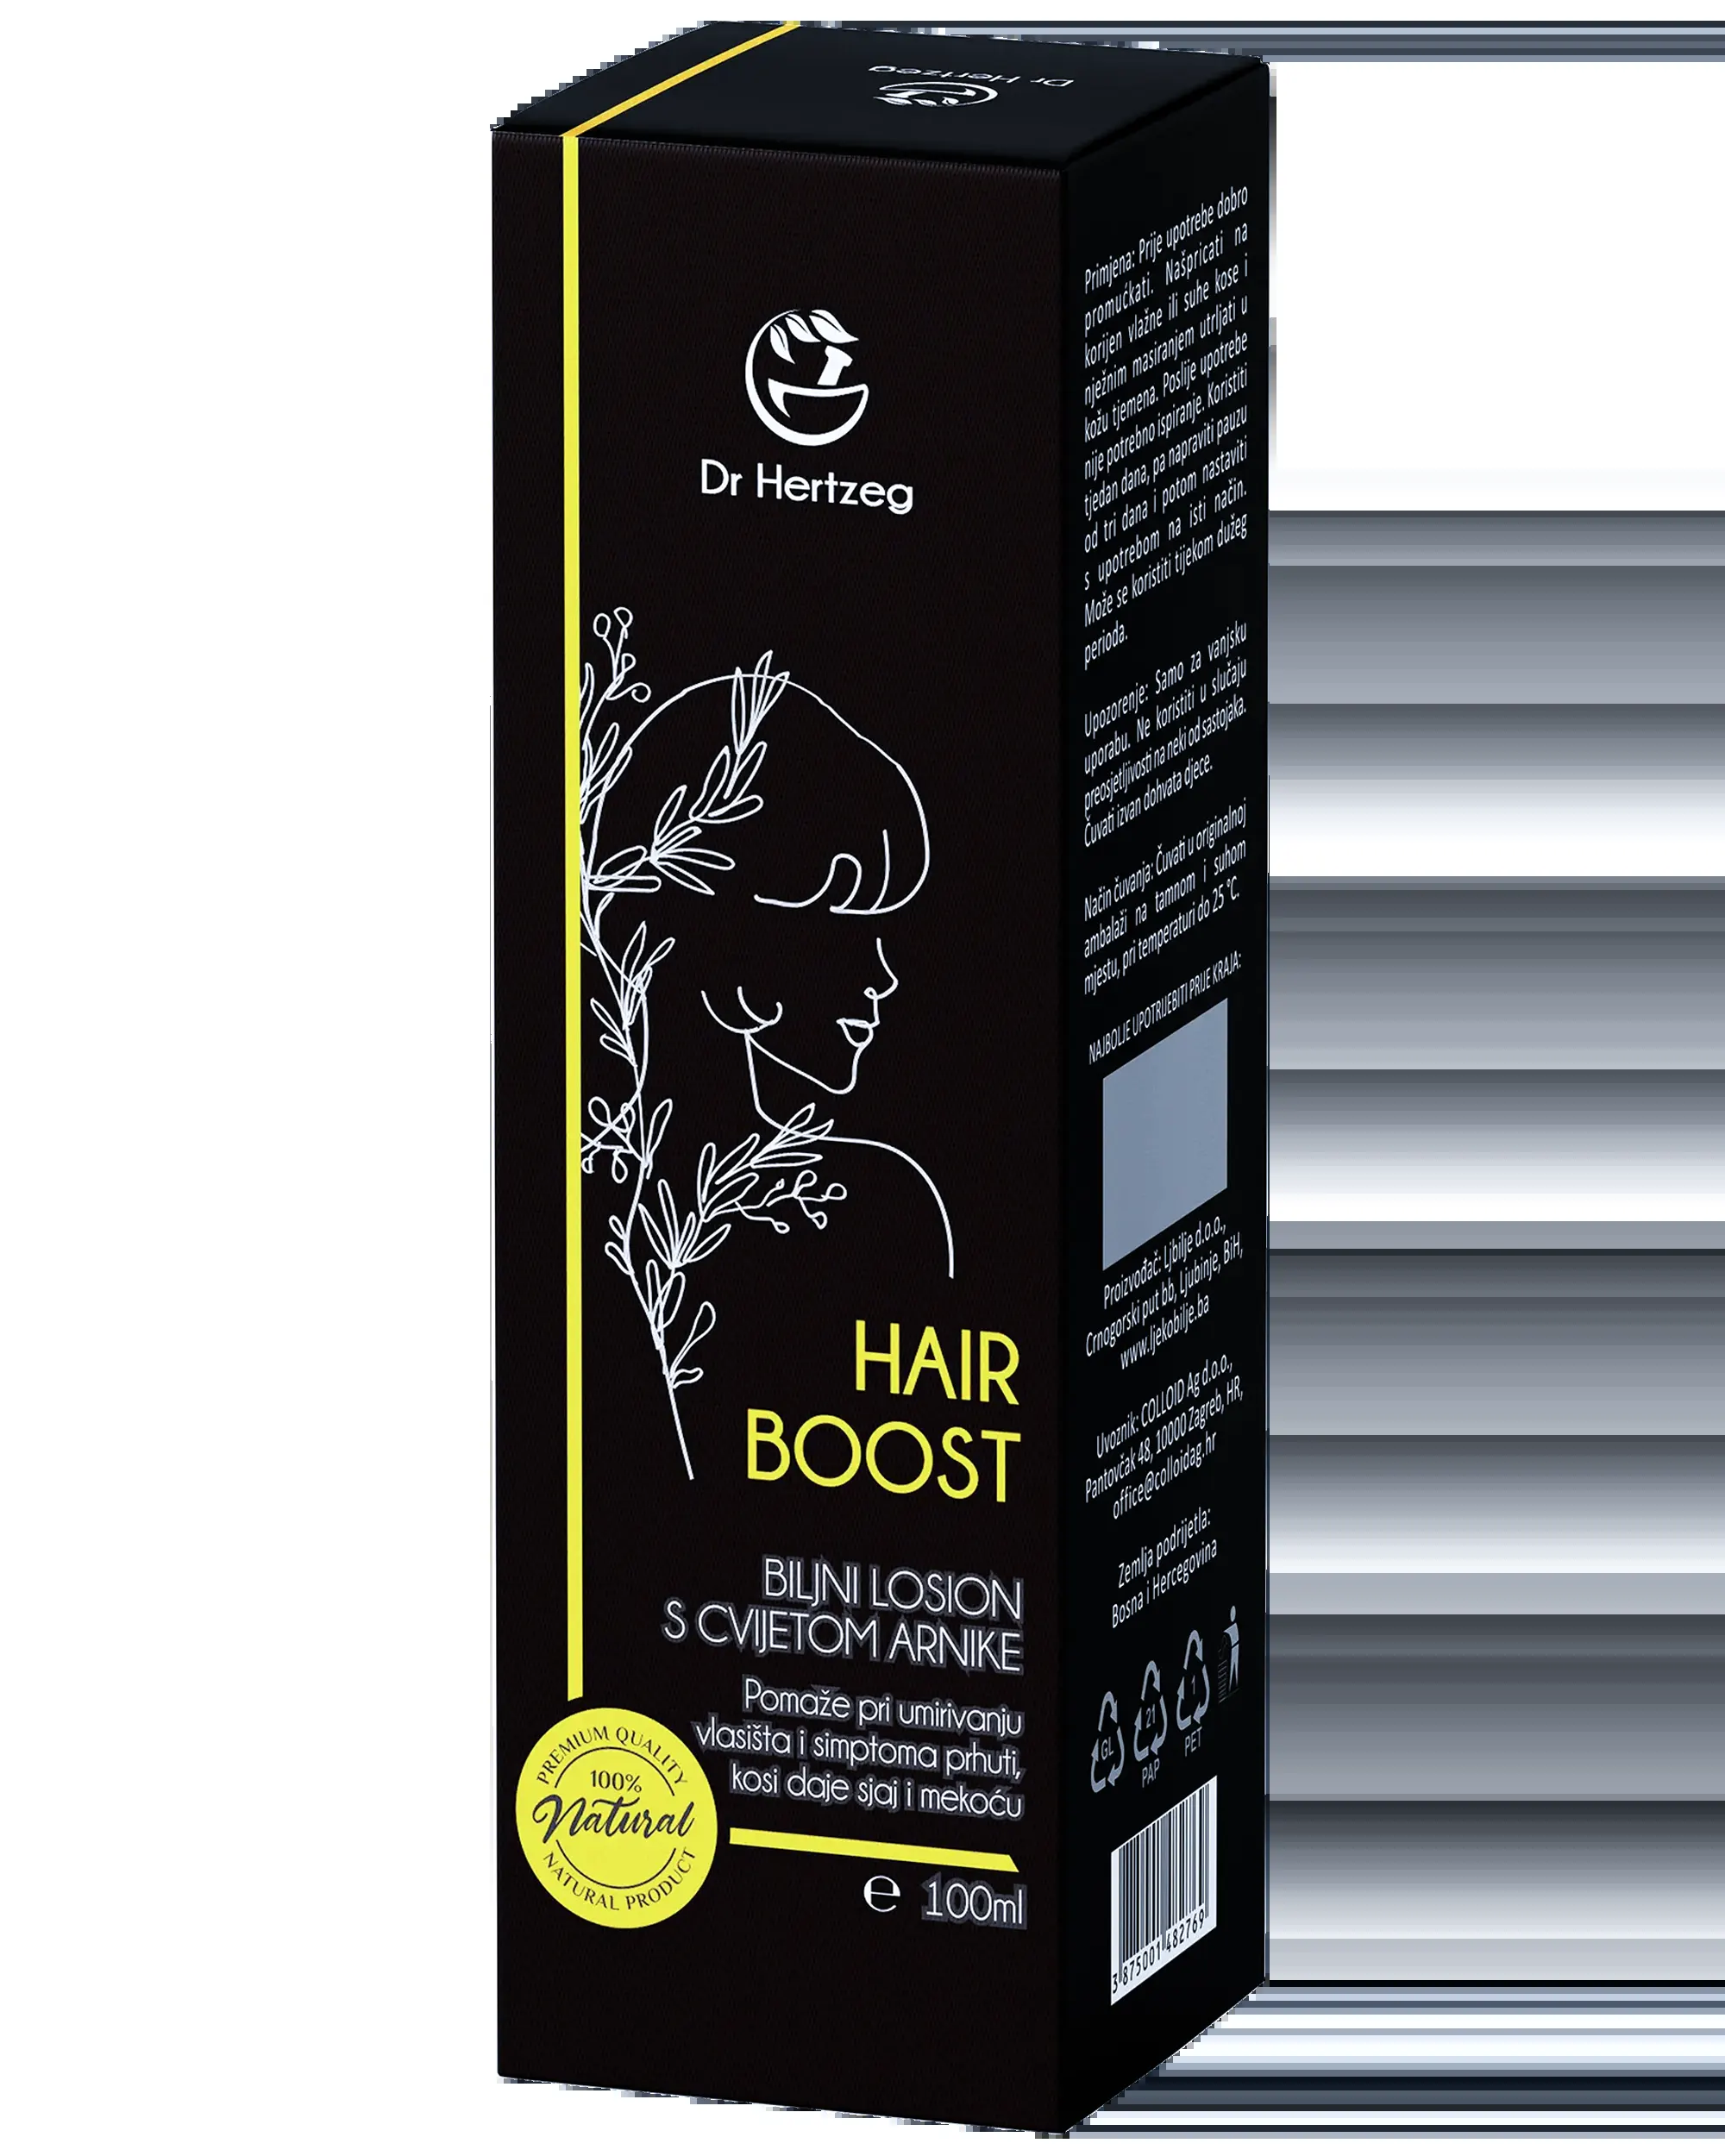 Dr Hertzeg
Dr Hertzeg
HAIR
BOOST
BILJNI LOSION
S CVIJETOM ARNIKE
Pomaže pri umirivanju
vlasišta i simptoma prhuti,
kosi daje sjaj i mekoću
PREMIUM QUALITY
100%
Natural
NATURAL PRODUCT
℮ 100ml
Primjena: Prije upotrebe dobro
promućkati. Našpricati na
korijen vlažne ili suhe kose i
nježnim masiranjem utrljati u
kožu tjemena. Poslije upotrebe
nije potrebno ispiranje. Koristiti
tjedan dana, pa napraviti pauzu
od tri dana i potom nastaviti
s upotrebom na isti način.
Može se koristiti tijekom dužeg
perioda.
Upozorenje: Samo za vanjsku
uporabu. Ne koristiti u slučaju
preosjetljivosti na neki od sastojaka.
Čuvati izvan dohvata djece.
Način čuvanja: Čuvati u originalnoj
ambalaži na tamnom i suhom
mjestu, pri temperaturi do 25 °C.
NAJBOLJE UPOTRIJEBITI PRIJE KRAJA:
Proizvođač: Ljbilje d.o.o.,
Crnogorski put bb, Ljubinje, BiH,
www.ljekobilje.ba
Uvoznik: COLLOID Ag d.o.o.,
Pantovčak 48, 10000 Zagreb, HR,
office@colloidag.hr
Zemlja podrijetla:
Bosna i Hercegovina
GL
21
PAP
1
PET
3 875001 482769